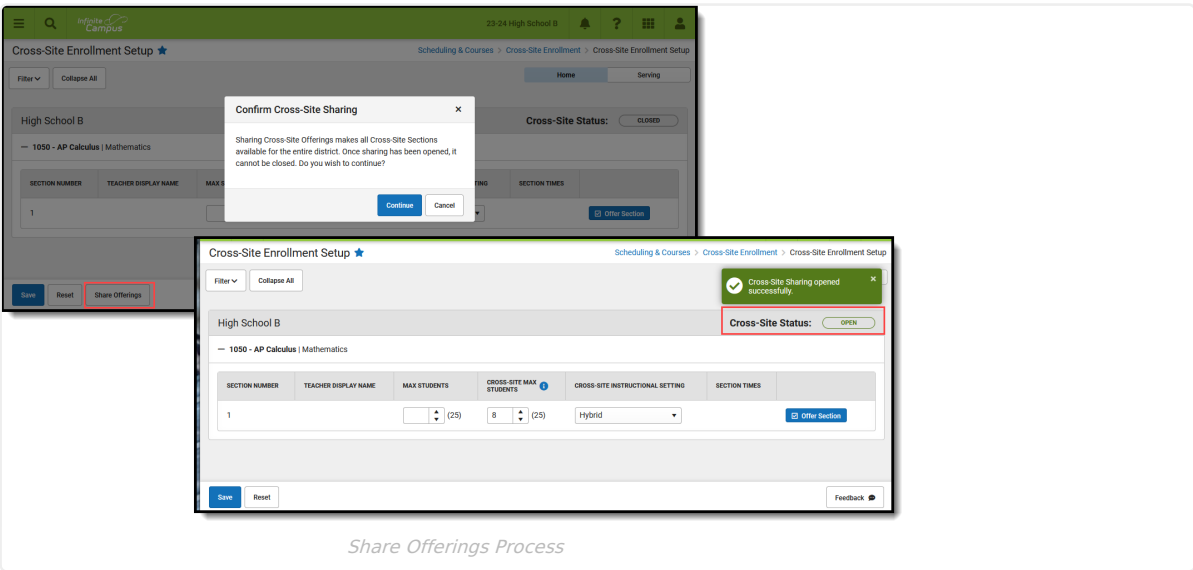 Infinite Campus
23-24 High School B
?
Cross-Site Enrollment Setup
Scheduling & Courses > Cross-Site Enrollment > Cross-Site Enrollment Setup
Filter
Collapse All
Home
Serving
High School B
Cross-Site Status:
CLOSED
1050 - AP Calculus | Mathematics
SECTION NUMBER
TEACHER DISPLAY NAME
SECTION TIMES
1
Offer Section
Confirm Cross-Site Sharing
×
Sharing Cross-Site Offerings makes all Cross-Site Sections
available for the entire district. Once sharing has been opened, it
cannot be closed. Do you wish to continue?
Continue
Cancel
Save
Reset
Share Offerings
Cross-Site Enrollment Setup
Scheduling & Courses > Cross-Site Enrollment > Cross-Site Enrollment Setup
Filter
Collapse All
Cross-Site Sharing opened
successfully.
×
High School B
Cross-Site Status:
OPEN
1050 - AP Calculus | Mathematics
SECTION NUMBER
TEACHER DISPLAY NAME
MAX STUDENTS
CROSS-SITE MAX
STUDENTS
CROSS-SITE INSTRUCTIONAL SETTING
SECTION TIMES
1
(25)
8
(25)
Hybrid
Offer Section
Save
Reset
Feedback
Share Offerings Process